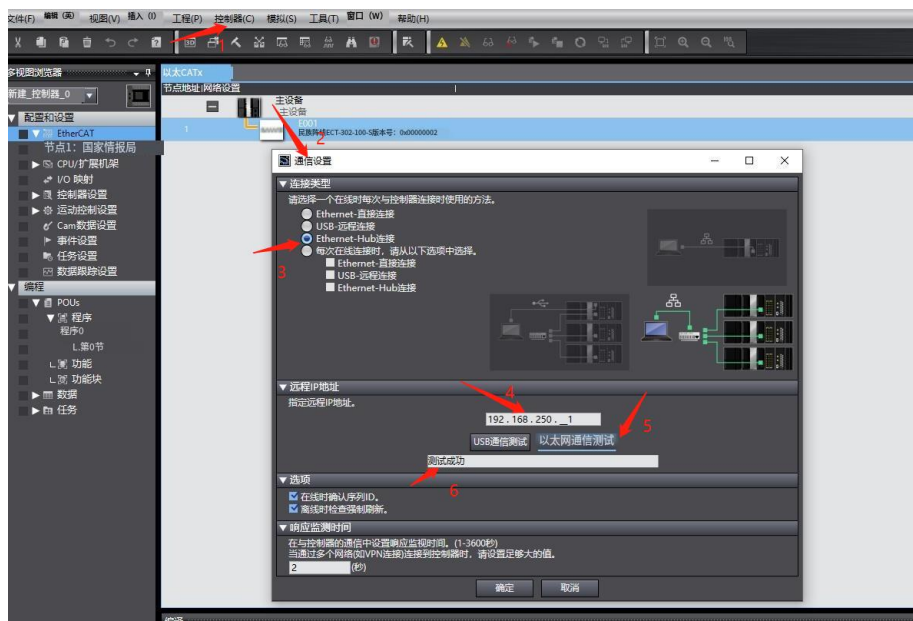 文件(F) 编辑 (英) 视图(V) 插入 (I) 工程(P) 控制器(C) 模拟(S) 工具(T) 窗口 (W) 帮助(H)
1
多视图浏览器
以太CATx
节点地址|网络设置
新建_控制器_0
主设备
主设备
配置和设置
EtherCAT
1
E001
民族阵线ECT-302-100-S版本号: 0x00000002
节点1: 国家情报局
CPU/扩展机架
I/O 映射
控制器设置
运动控制设置
Cam数据设置
事件设置
任务设置
数据跟踪设置
编程
POUs
程序
程序0
第0节
功能
功能块
数据
任务
2
通信设置
连接类型
请选择一个在线时每次与控制器连接时使用的方法。
Ethernet-直接连接
USB-远程连接
Ethernet-Hub连接
每次在线连接时, 请从以下选项中选择。
3
Ethernet-直接连接
USB-远程连接
Ethernet-Hub连接
远程IP地址
4
指定远程IP地址。
192.168.250.__1
5
USB通信测试 以太网通信测试
测试成功
6
选项
在线时确认序列ID。
离线时检查强制刷新。
响应监测时间
在与控制器的通信中设置响应监视时间。(1-3600秒)
当通过多个网络(如VPN连接)连接到控制器时, 请设置足够大的值。
2 (秒)
确定 取消